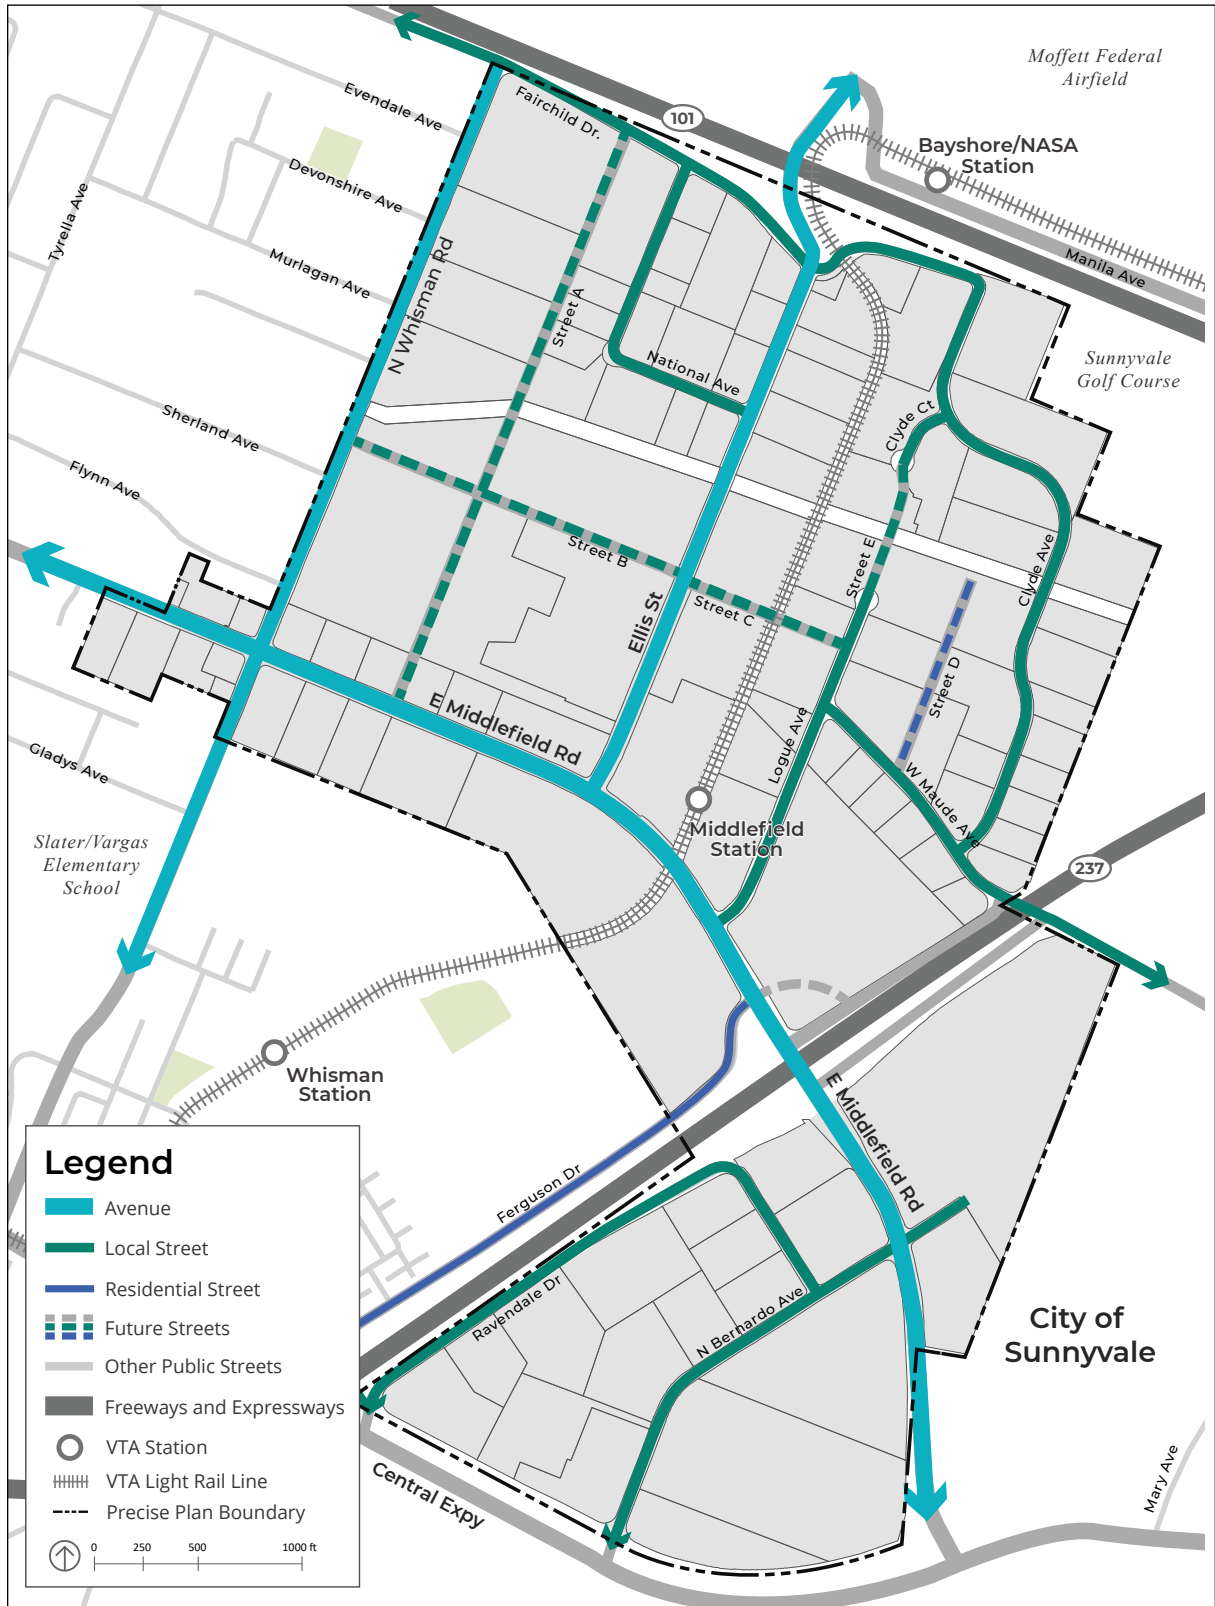 Moffett Federal
Airfield
Evendale Ave
Fairchild Dr.
101
Bayshore/NASA
Station
Devonshire Ave
Tyrella Ave
Murlagan Ave
N Whisman Rd
Street A
Manila Ave
National Ave
Sunnyvale
Golf Course
Sherland Ave
Clyde Ct
Flynn Ave
Street B
Street E
Clyde Ave
Street C
Ellis St
Street D
E Middlefield Rd
Logue Ave
Gladys Ave
W Maude Ave
Middlefield
Station
Slater/Vargas
Elementary
School
237
Whisman
Station
E Middlefield Rd
Ferguson Dr
Ravendale Dr
N Bernardo Ave
City of
Sunnyvale
Central Expy
Mary Ave
Legend
Avenue
Local Street
Residential Street
Future Streets
Other Public Streets
Freeways and Expressways
VTA Station
VTA Light Rail Line
Precise Plan Boundary
0 250 500 1000 ft